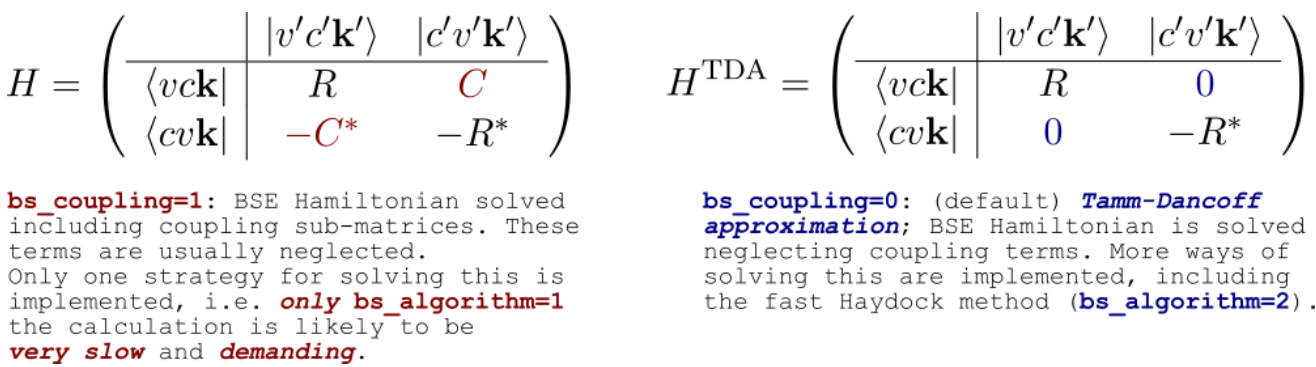 |v′c′k′⟩ |c′v′k′⟩
H = ⟨vck| R C
⟨cvk| −C* −R*
bs_coupling=1: BSE Hamiltonian solved
including coupling sub-matrices. These
terms are usually neglected.
Only one strategy for solving this is
implemented, i.e. only bs_algorithm=1
the calculation is likely to be
very slow and demanding.
|v′c′k′⟩ |c′v′k′⟩
H^TDA = ⟨vck| R 0
⟨cvk| 0 −R*
bs_coupling=0: (default) Tamm-Dancoff
approximation; BSE Hamiltonian is solved
neglecting coupling terms. More ways of
solving this are implemented, including
the fast Haydock method (bs_algorithm=2).